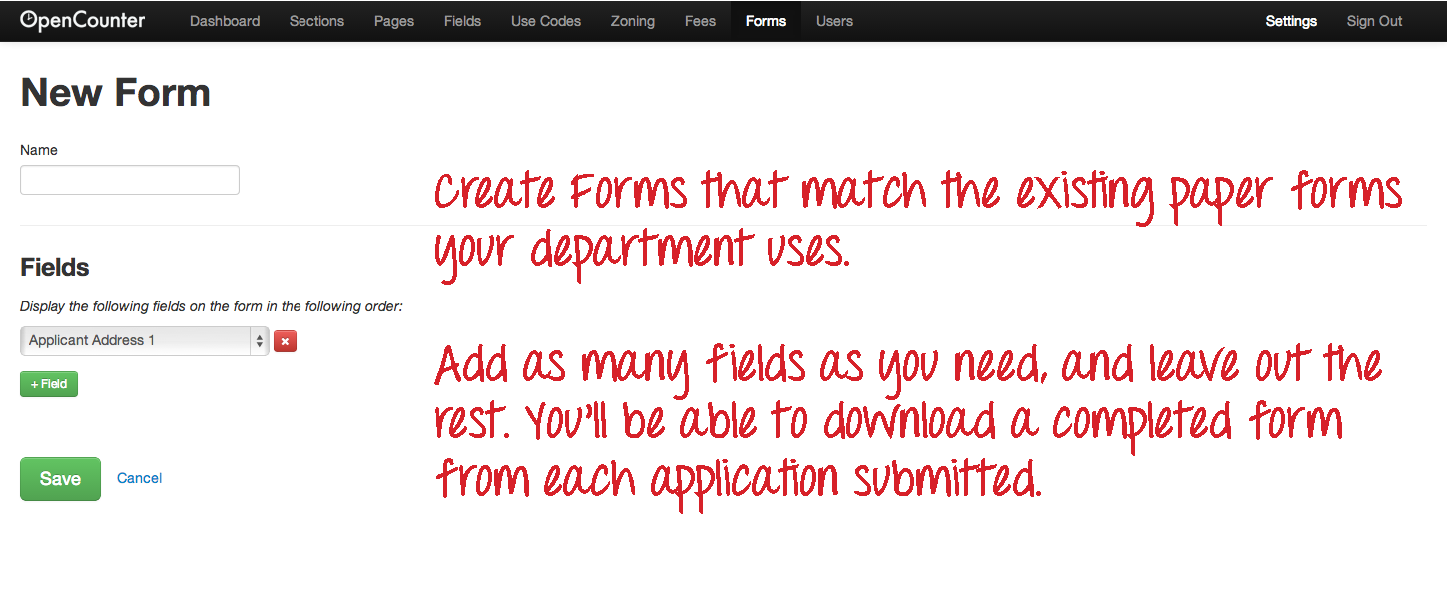 OpenCounter Dashboard Sections Pages Fields Use Codes Zoning Fees Forms Users Settings Sign Out
New Form
Name
Create Forms that match the existing paper forms
your department uses.
Fields
Display the following fields on the form in the following order:
Applicant Address 1
+ Field
Add as many fields as you need, and leave out the
rest. You'll be able to download a completed form
from each application submitted.
Save Cancel